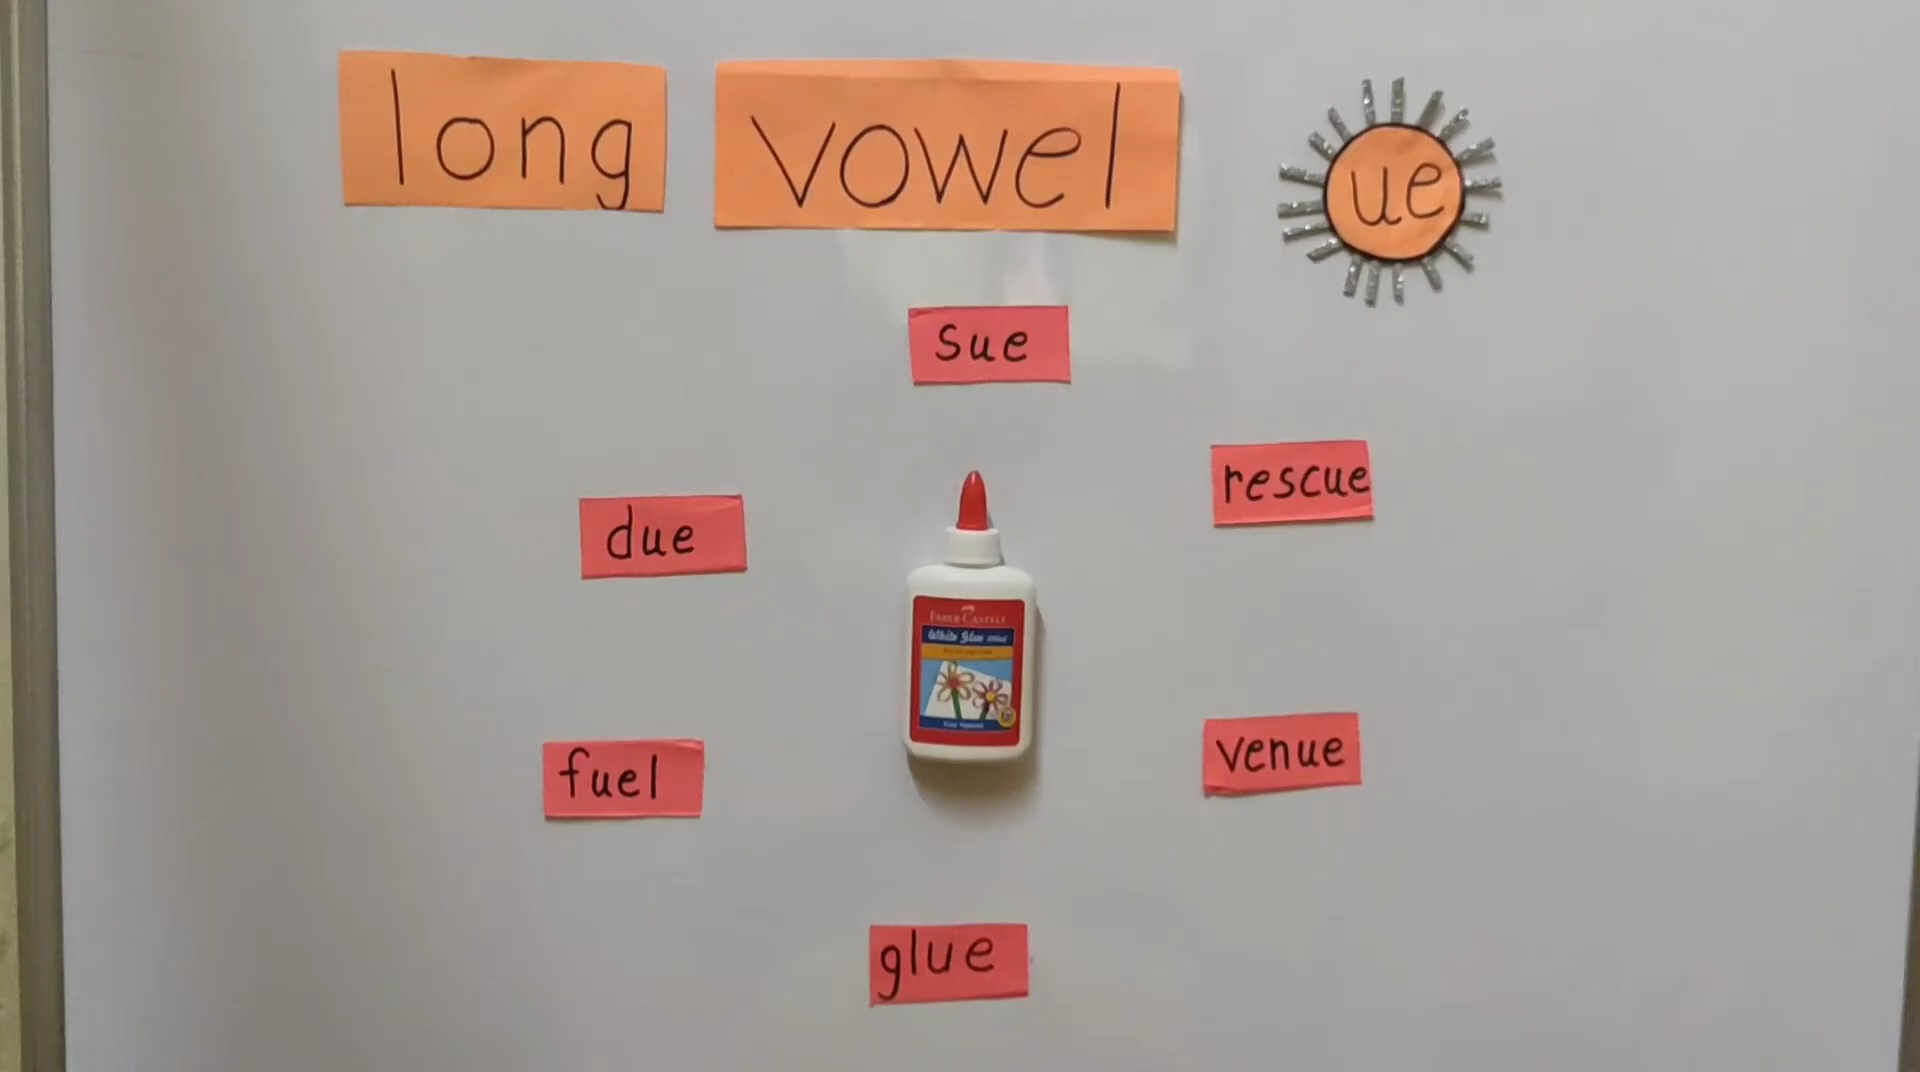 long vowel ue
sue
rescue
due
FABER-CASTELL
White Glue
venue
fuel
glue